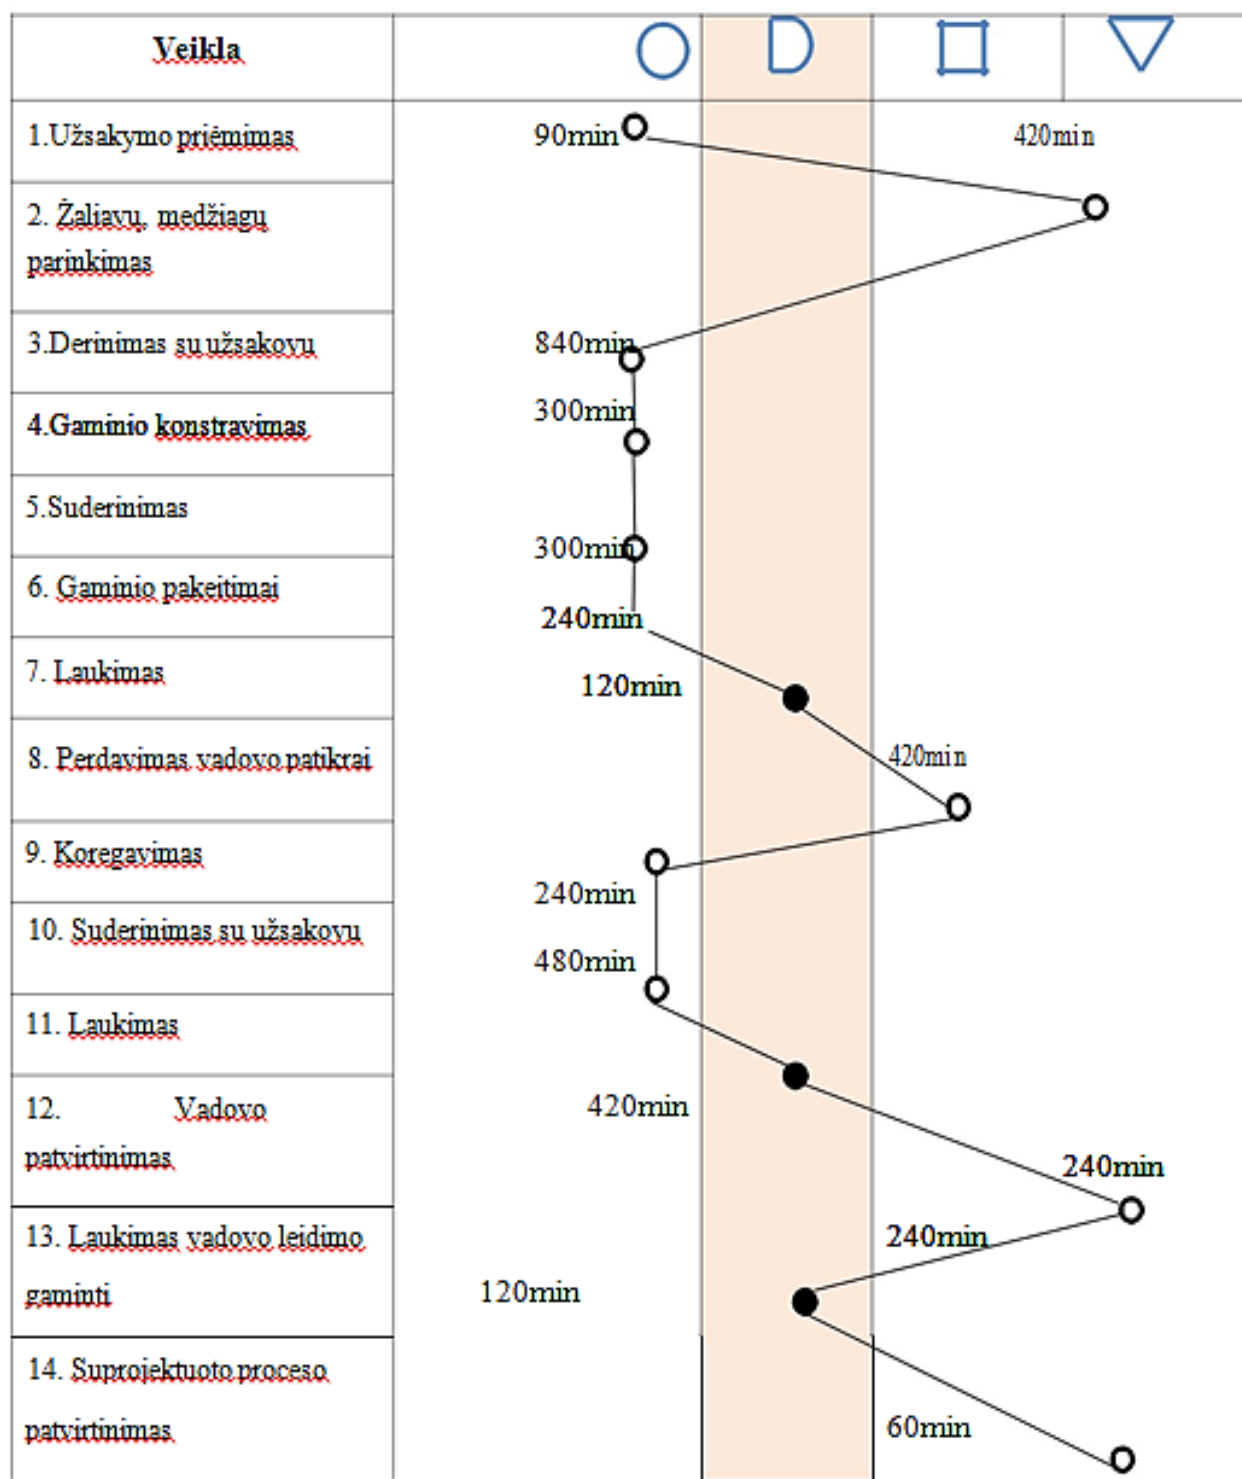 Veikla
1.Užsakymo priėmimas
90min
420min
2. Žaliavų, medžiagų
parinkimas
3.Derinimas su užsakovu
840min
4.Gaminio konstravimas
300min
5.Suderinimas
300min
6. Gaminio pakeitimai
240min
7. Laukimas
120min
8. Perdavimas vadovo patikrai
420min
9. Koregavimas
240min
10. Suderinimas su užsakovu
480min
11. Laukimas
420min
12. Vadovo
patvirtinimas
240min
13. Laukimas vadovo leidimo
gaminti
240min
120min
14. Suprojektuoto proceso
patvirtinimas
60min